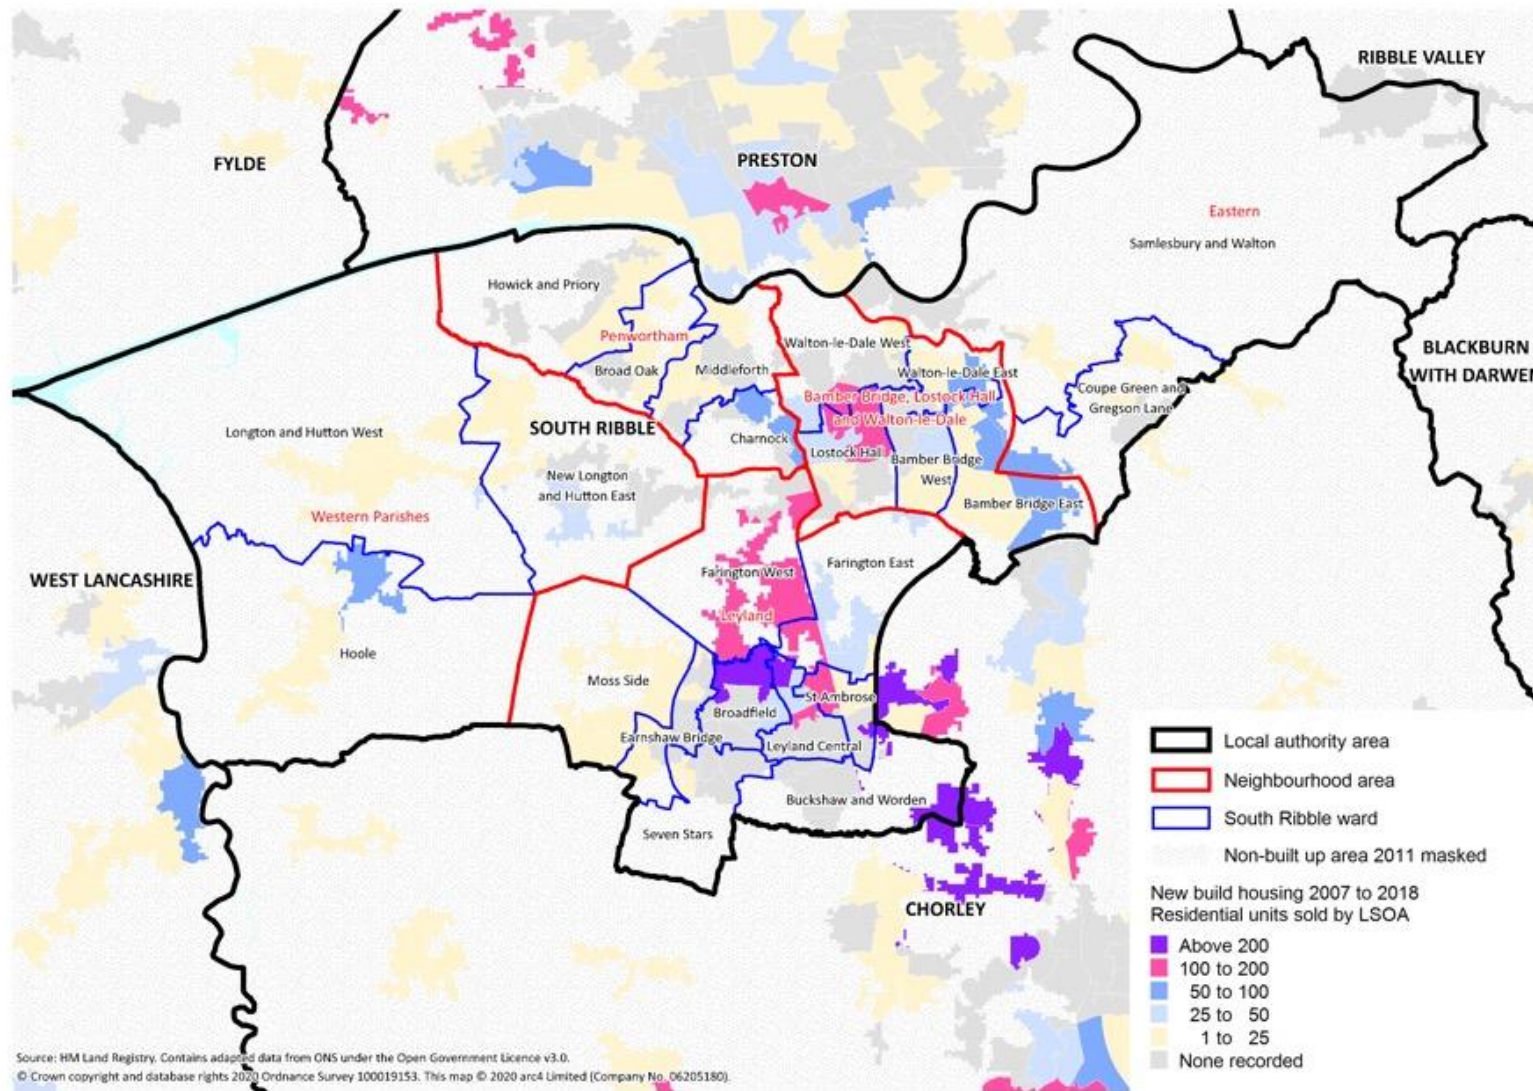 RIBBLE VALLEY
FYLDE
PRESTON
Eastern
Samlesbury and Walton
Howick and Priory
Penwortham
Walton-le-Dale West
BLACKBURN
WITH DARWEN
Broad Oak
Middleforth
Walton-le-Dale East
Coupe Green and
Gregson Lane
Bamber Bridge, Lostock Hall
and Walton-le-Dale
Longton and Hutton West
SOUTH RIBBLE
Charnock
Lostock Hall
Bamber Bridge
West
New Longton
and Hutton East
Bamber Bridge East
Western Parishes
WEST LANCASHIRE
Farington West
Farington East
Leyland
Hoole
Moss Side
St Ambrose
Broadfield
Earnshaw Bridge
Leyland Central
Buckshaw and Worden
Seven Stars
CHORLEY
Local authority area
Neighbourhood area
South Ribble ward
Non-built up area 2011 masked
New build housing 2007 to 2018
Residential units sold by LSOA
Above 200
100 to 200
50 to 100
25 to 50
1 to 25
None recorded
Source: HM Land Registry. Contains adapted data from ONS under the Open Government Licence v3.0.
© Crown copyright and database rights 2020 Ordnance Survey 100019153. This map © 2020 arc4 Limited (Company No. 06205180).